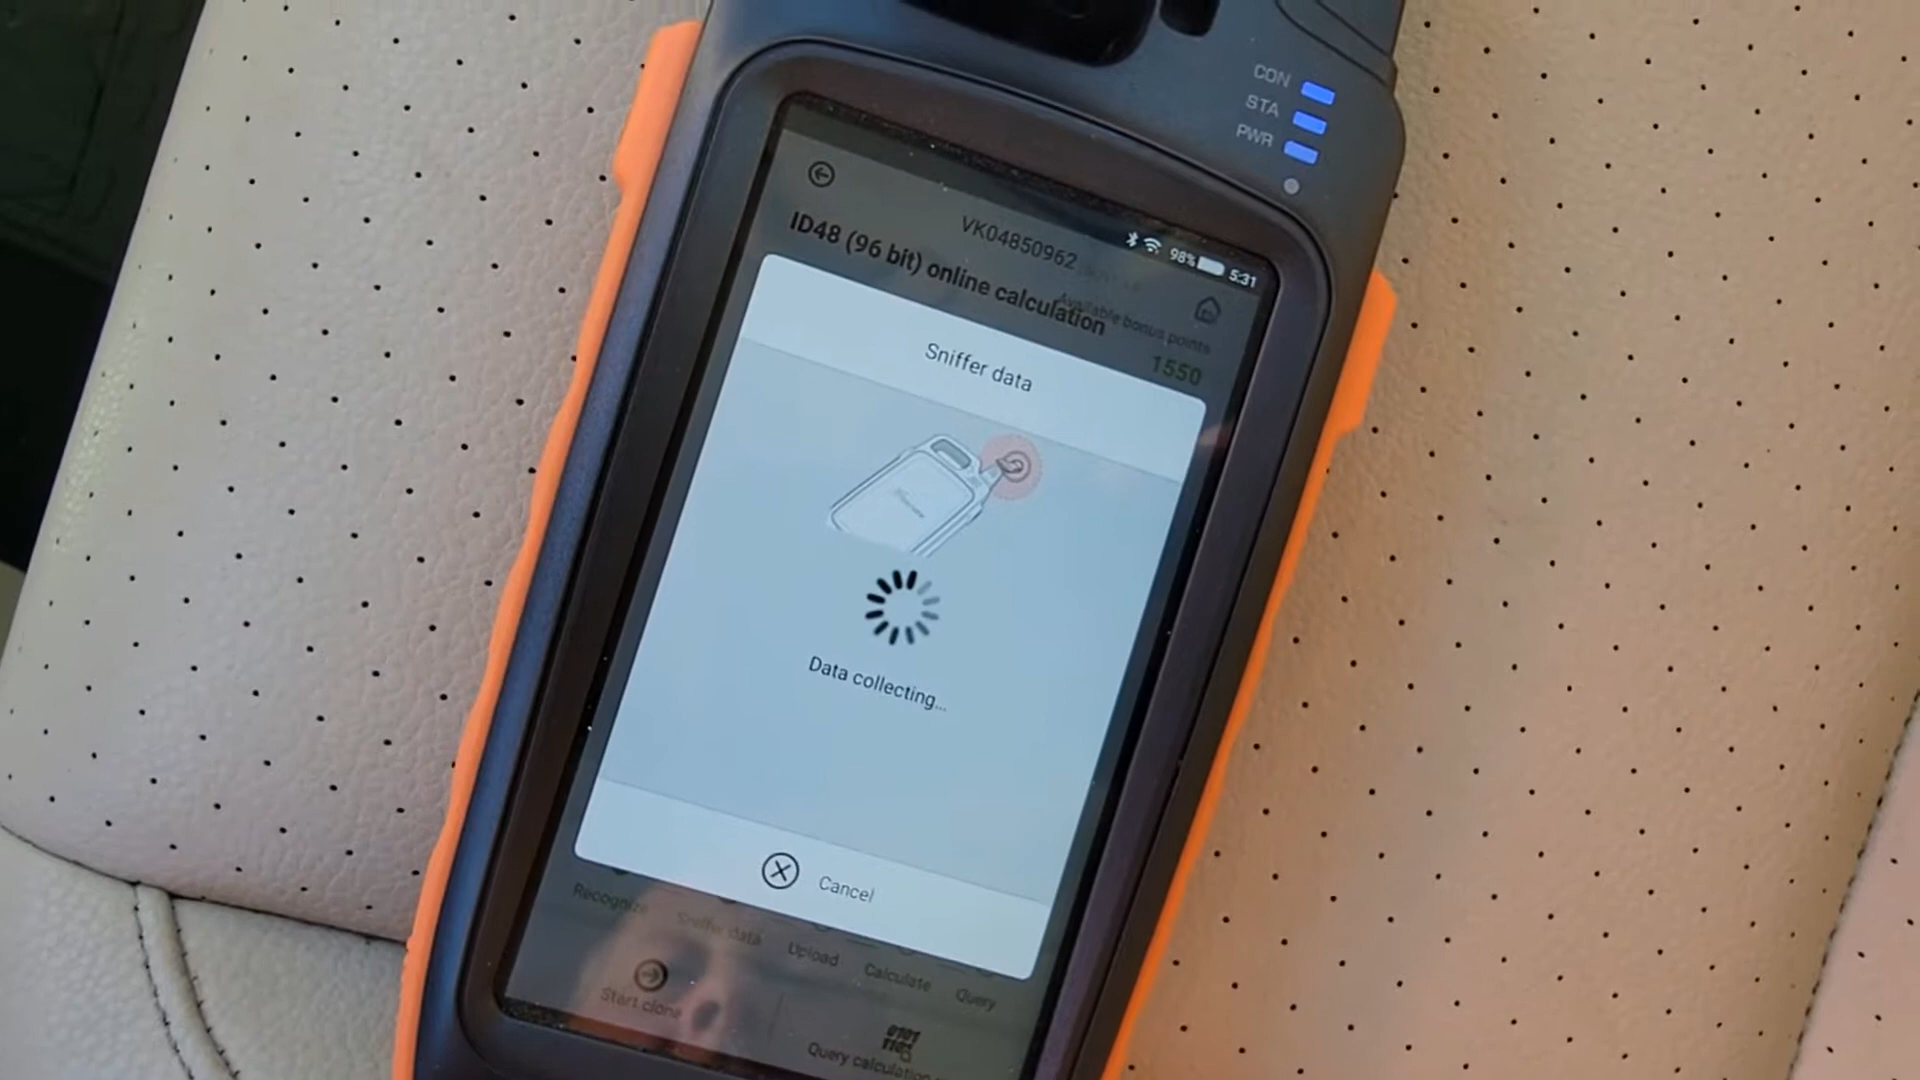 CON
STA
PWR
98% 5:31
VK04850962
ID48 (96 bit) online calculation
Available bonus points
1550
Sniffer data
Data collecting...
Cancel
Recognize Sniffer data Upload Calculate Query
Start clone
Query calculation